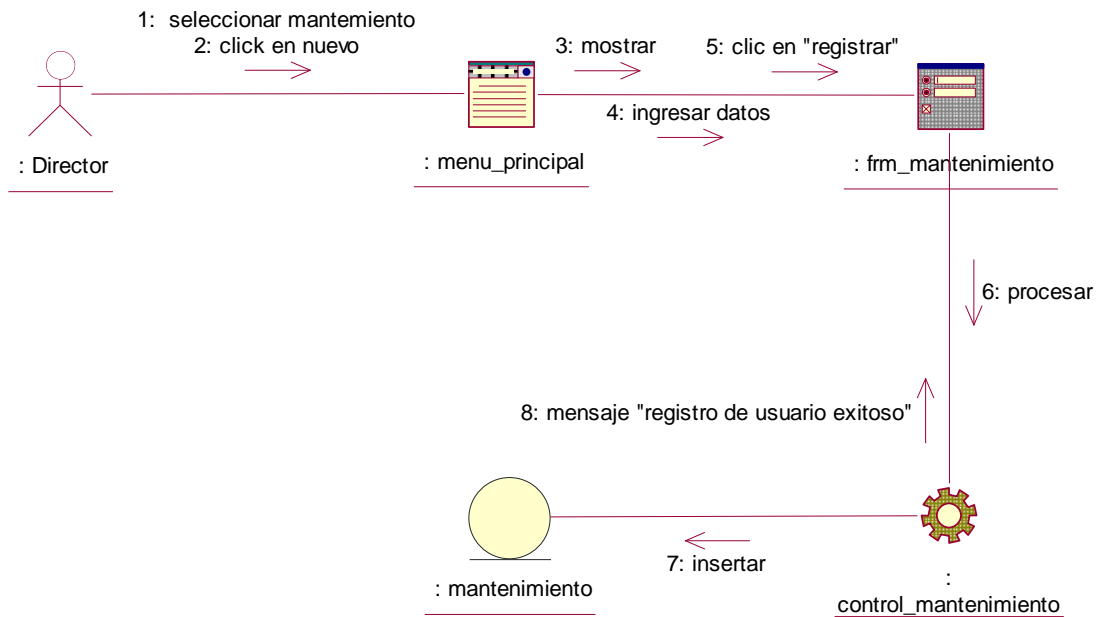 1:  seleccionar mantemiento
2: click en nuevo
3: mostrar
5: clic en "registrar"
4: ingresar datos
: Director
: menu_principal
: frm_mantenimiento
6: procesar
8: mensaje "registro de usuario exitoso"
7: insertar
: mantenimiento
:
control_mantenimiento